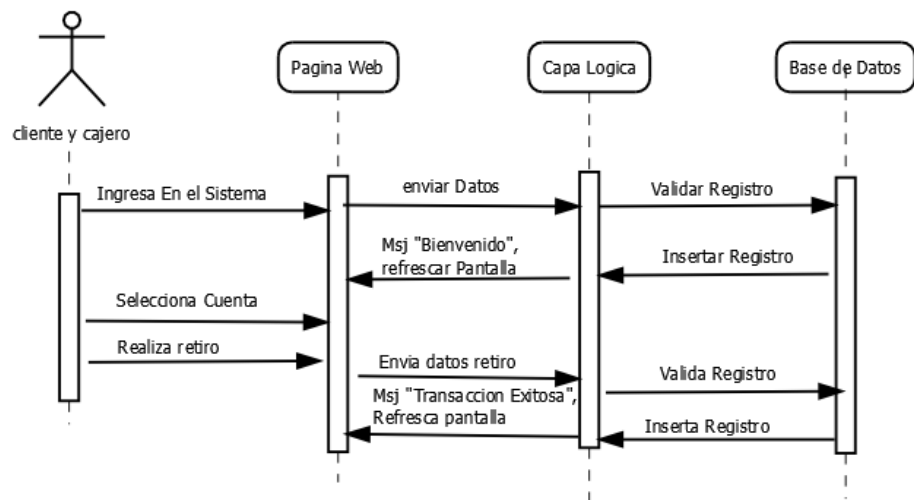 Pagina Web
Capa Logica
Base de Datos
cliente y cajero
Ingresa En el Sistema
enviar Datos
Validar Registro
Msj "Bienvenido",
refrescar Pantalla
Insertar Registro
Selecciona Cuenta
Realiza retiro
Envia datos retiro
Valida Registro
Msj "Transaccion Exitosa",
Refresca pantalla
Inserta Registro